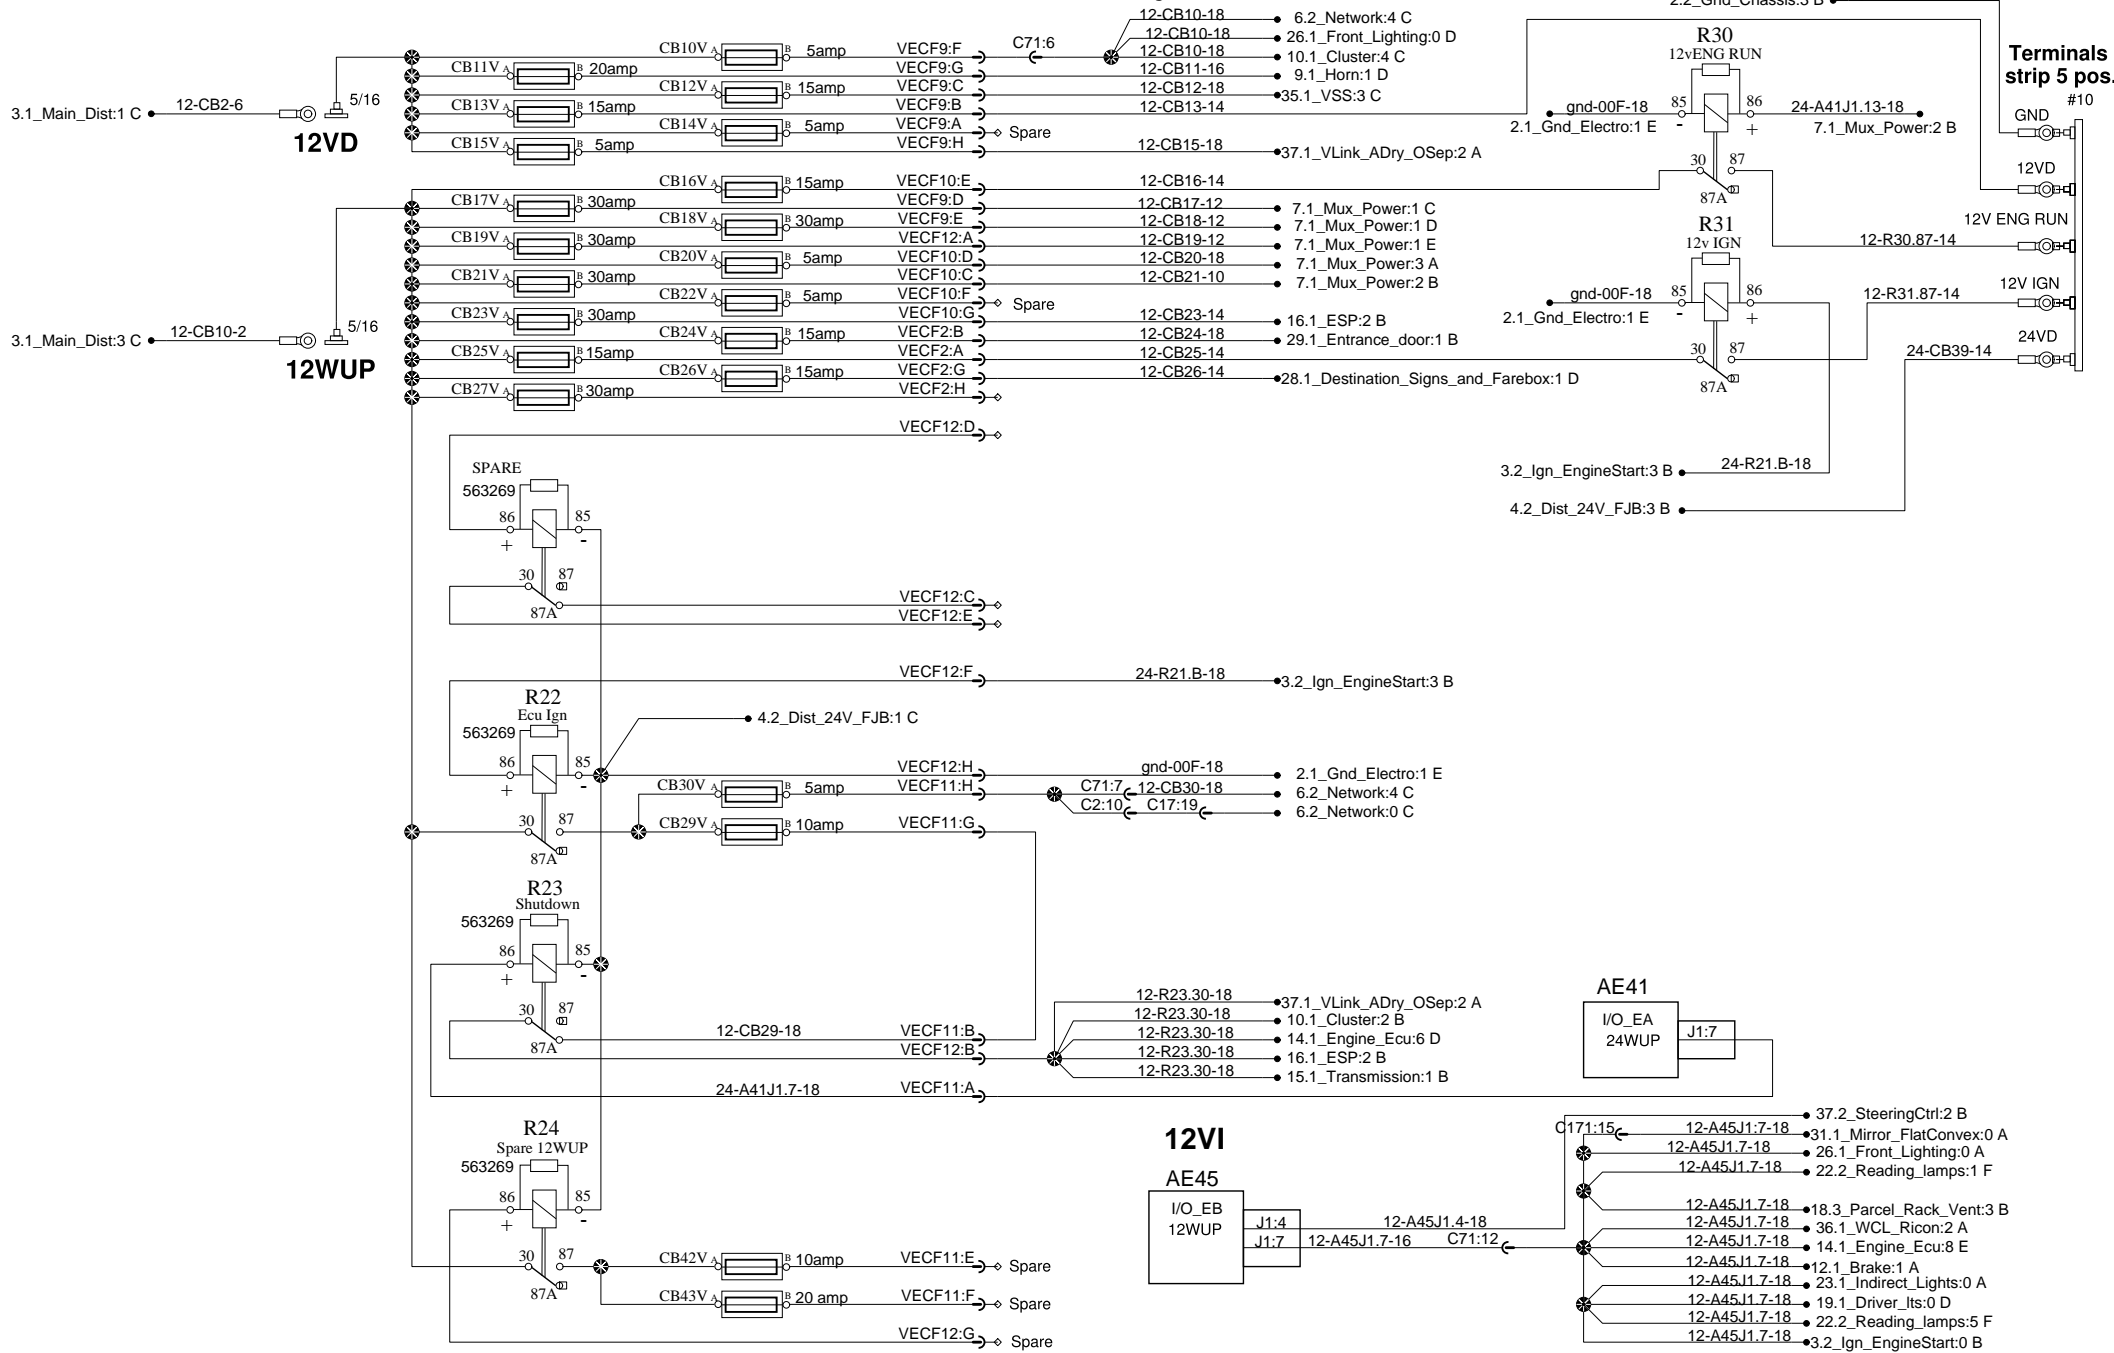 12-CB10-18 6.2_Network:4 C
12-CB10-18 26.1_Front_Lighting:0 D
CB10V A B 5amp VECF9:F C71:6 12-CB10-18 10.1_Cluster:4 C
CB11V A B 20amp VECF9:G 12-CB11-16 9.1_Horn:1 D
CB12V A B 15amp VECF9:C 12-CB12-18 35.1_VSS:3 C
3.1_Main_Dist:1 C 12-CB2-6 5/16 CB13V A B 15amp VECF9:B 12-CB13-14
12VD
CB14V A B 5amp VECF9:A Spare
CB15V A B 5amp VECF9:H 12-CB15-18 37.1_VLink_ADry_OSep:2 A
CB16V A B 15amp VECF10:E 12-CB16-14
CB17V A B 30amp VECF9:D 12-CB17-12 7.1_Mux_Power:1 C
CB18V A B 30amp VECF9:E 12-CB18-12 7.1_Mux_Power:1 D
CB19V A B 30amp VECF12:A 12-CB19-12 7.1_Mux_Power:1 E
CB20V A B 5amp VECF10:D 12-CB20-18 7.1_Mux_Power:3 A
CB21V A B 30amp VECF10:C 12-CB21-10 7.1_Mux_Power:2 B
CB22V A B 5amp VECF10:F Spare
CB23V A B 30amp VECF10:G 12-CB23-14 16.1_ESP:2 B
3.1_Main_Dist:3 C 12-CB10-2 5/16 CB24V A B 15amp VECF2:B 12-CB24-18 29.1_Entrance_door:1 B
12WUP
CB25V A B 15amp VECF2:A 12-CB25-14
CB26V A B 15amp VECF2:G 12-CB26-14 28.1_Destination_Signs_and_Farebox:1 D
CB27V A B 30amp VECF2:H
2.2_Gnd_Chassis:3 B
R30
12vENG RUN
gnd-00F-18 85 86 24-A41J1.13-18
2.1_Gnd_Electro:1 E - + 7.1_Mux_Power:2 B
30 87
87A
R31
12v IGN
gnd-00F-18 85 86
2.1_Gnd_Electro:1 E - +
30 87
87A
Terminals
strip 5 pos.
#10
GND
12VD
12V ENG RUN
12-R30.87-14
12V IGN
12-R31.87-14
24VD
24-CB39-14
3.2_Ign_EngineStart:3 B 24-R21.B-18
4.2_Dist_24V_FJB:3 B
VECF12:D
SPARE
563269
86 85
+ -
30 87
87A
VECF12:C
VECF12:E
VECF12:F 24-R21.B-18 3.2_Ign_EngineStart:3 B
R22
Ecu Ign
4.2_Dist_24V_FJB:1 C
563269
86 85 VECF12:H gnd-00F-18 2.1_Gnd_Electro:1 E
+ - CB30V A B 5amp VECF11:H C71:7 12-CB30-18 6.2_Network:4 C
C2:10 C17:19 6.2_Network:0 C
30 87 CB29V A B 10amp VECF11:G
87A
R23
Shutdown
563269
86 85
+ -
30 87
87A
12-CB29-18 VECF11:B
VECF12:B
12-R23.30-18 37.1_VLink_ADry_OSep:2 A
12-R23.30-18 10.1_Cluster:2 B
12-R23.30-18 14.1_Engine_Ecu:6 D
12-R23.30-18 16.1_ESP:2 B
12-R23.30-18 15.1_Transmission:1 B
24-A41J1.7-18 VECF11:A
AE41
I/O_EA
24WUP
J1:7
R24
Spare 12WUP
563269
86 85
+ -
30 87 CB42V A B 10amp VECF11:E Spare
87A
CB43V A B 20 amp VECF11:F Spare
VECF12:G Spare
12VI
AE45
I/O_EB
12WUP
J1:4 12-A45J1.4-18
J1:7 12-A45J1.7-16 C71:12
37.2_SteeringCtrl:2 B
C171:15 12-A45J1:7-18 31.1_Mirror_FlatConvex:0 A
12-A45J1.7-18 26.1_Front_Lighting:0 A
12-A45J1.7-18 22.2_Reading_lamps:1 F
12-A45J1.7-18 18.3_Parcel_Rack_Vent:3 B
12-A45J1.7-18 36.1_WCL_Ricon:2 A
12-A45J1.7-18 14.1_Engine_Ecu:8 E
12-A45J1.7-18 12.1_Brake:1 A
12-A45J1.7-18 23.1_Indirect_Lights:0 A
12-A45J1.7-18 19.1_Driver_lts:0 D
12-A45J1.7-18 22.2_Reading_lamps:5 F
12-A45J1.7-18 3.2_Ign_EngineStart:0 B